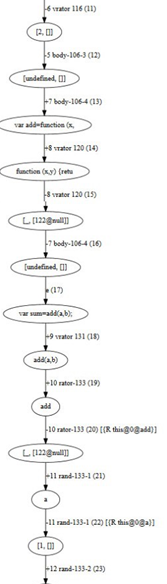 -6 vrator 116 (11)
[2, []]
-5 body-106-3 (12)
[undefined, []]
+7 body-106-4 (13)
var add=function (x,
+8 vrator 120 (14)
function (x,y) {retu
-8 vrator 120 (15)
[_, [122@null]]
-7 body-106-4 (16)
[undefined, []]
e (17)
var sum=add(a,b);
+9 vrator 131 (18)
add(a,b)
+10 rator-133 (19)
add
-10 rator-133 (20) [{R this@0@add}]
[_, [122@null]]
+11 rand-133-1 (21)
a
-11 rand-133-1 (22) [{R this@0@a}]
[1, []]
+12 rand-133-2 (23)